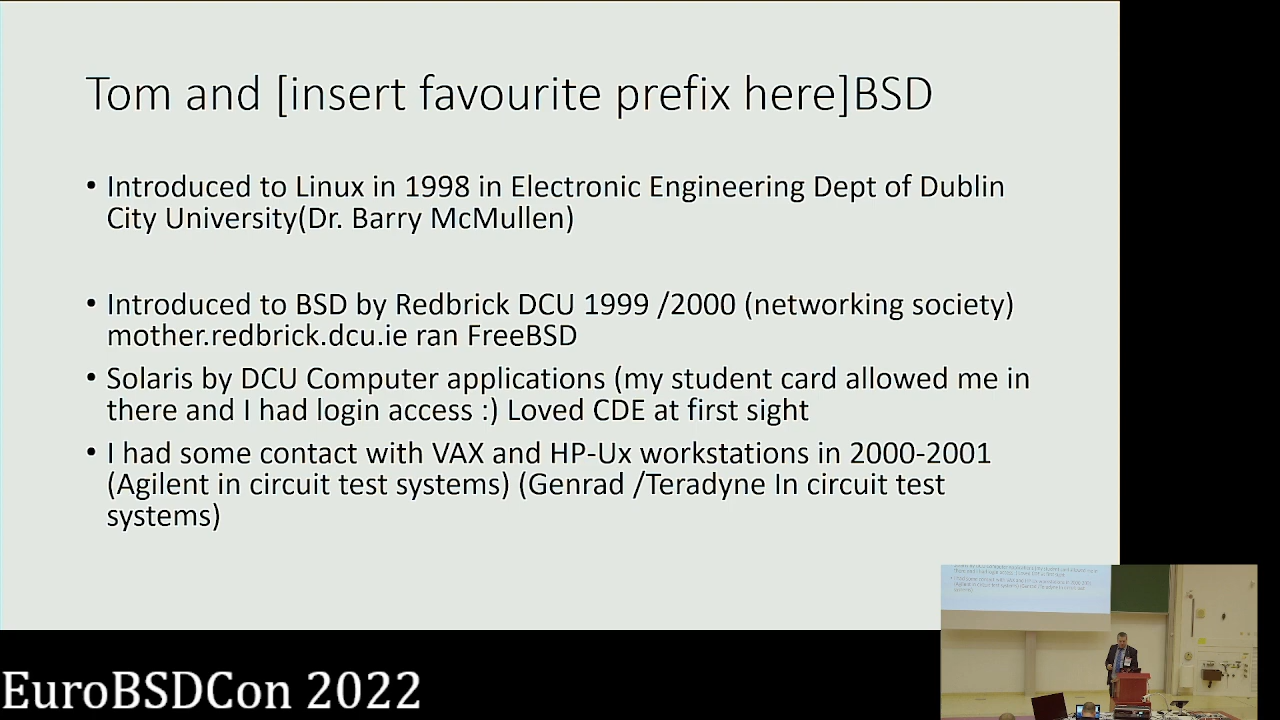 Tom and [insert favourite prefix here]BSD
• Introduced to Linux in 1998 in Electronic Engineering Dept of Dublin
City University(Dr. Barry McMullen)
• Introduced to BSD by Redbrick DCU 1999 /2000 (networking society)
mother.redbrick.dcu.ie ran FreeBSD
• Solaris by DCU Computer applications (my student card allowed me in
there and I had login access :) Loved CDE at first sight
• I had some contact with VAX and HP-Ux workstations in 2000-2001
(Agilent in circuit test systems) (Genrad /Teradyne In circuit test
systems)
EuroBSDCon 2022